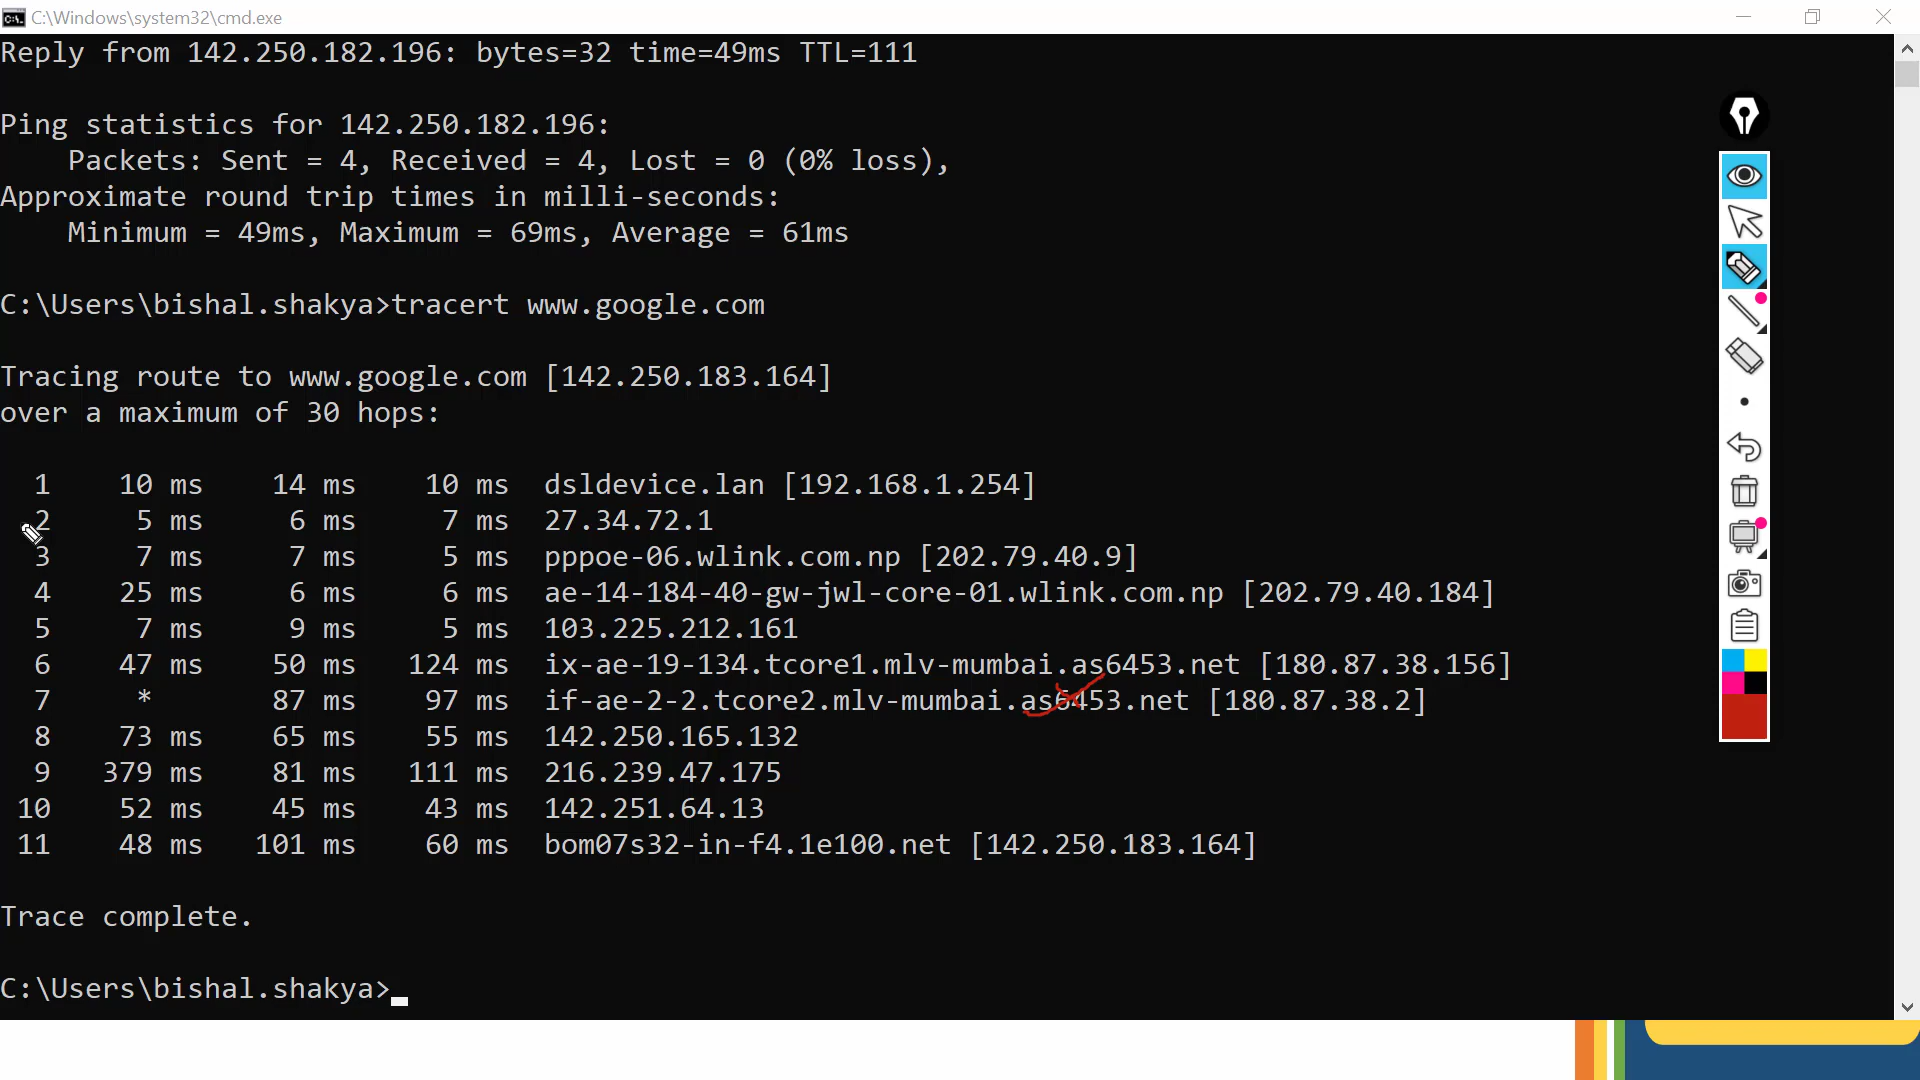 C:\Windows\system32\cmd.exe
Reply from 142.250.182.196: bytes=32 time=49ms TTL=111
Ping statistics for 142.250.182.196:
    Packets: Sent = 4, Received = 4, Lost = 0 (0% loss),
Approximate round trip times in milli-seconds:
    Minimum = 49ms, Maximum = 69ms, Average = 61ms
C:\Users\bishal.shakya>tracert www.google.com
Tracing route to www.google.com [142.250.183.164]
over a maximum of 30 hops:
  1    10 ms    14 ms    10 ms  dsldevice.lan [192.168.1.254]
  2     5 ms     6 ms     7 ms  27.34.72.1
  3     7 ms     7 ms     5 ms  pppoe-06.wlink.com.np [202.79.40.9]
  4    25 ms     6 ms     6 ms  ae-14-184-40-gw-jwl-core-01.wlink.com.np [202.79.40.184]
  5     7 ms     9 ms     5 ms  103.225.212.161
  6    47 ms    50 ms   124 ms  ix-ae-19-134.tcore1.mlv-mumbai.as6453.net [180.87.38.156]
  7     *       87 ms    97 ms  if-ae-2-2.tcore2.mlv-mumbai.as6453.net [180.87.38.2]
  8    73 ms    65 ms    55 ms  142.250.165.132
  9   379 ms    81 ms   111 ms  216.239.47.175
 10    52 ms    45 ms    43 ms  142.251.64.13
 11    48 ms   101 ms    60 ms  bom07s32-in-f4.1e100.net [142.250.183.164]
Trace complete.
C:\Users\bishal.shakya>